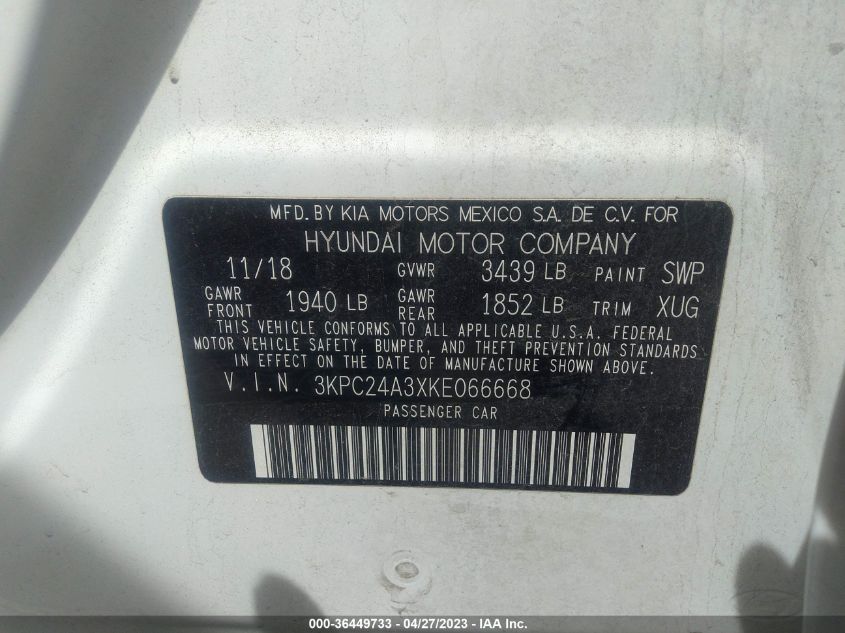 MFD. BY KIA MOTORS MEXICO S.A. DE C.V. FOR
HYUNDAI MOTOR COMPANY
11/18 GVWR 3439 LB PAINT SWP
GAWR FRONT 1940 LB GAWR REAR 1852 LB TRIM XUG
THIS VEHICLE CONFORMS TO ALL APPLICABLE U.S.A. FEDERAL
MOTOR VEHICLE SAFETY, BUMPER, AND THEFT PREVENTION STANDARDS
IN EFFECT ON THE DATE OF MANUFACTURE SHOWN ABOVE.
V.I.N. 3KPC24A3XKE066668
PASSENGER CAR
000-36449733 - 04/27/2023 - IAA Inc.